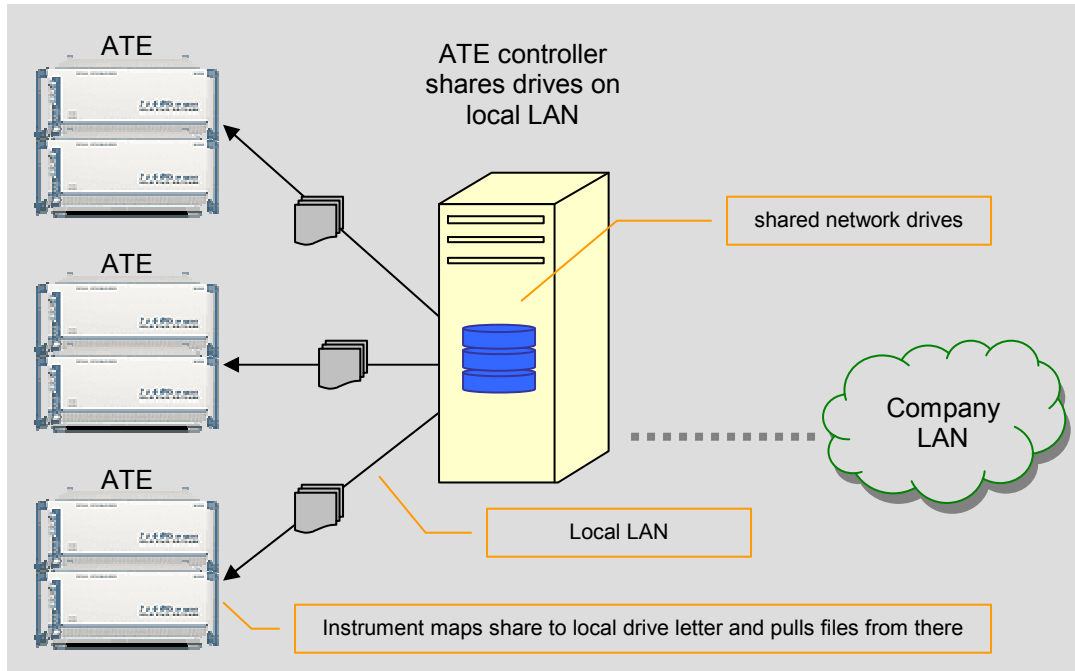 ATE
ATE controller
shares drives on
local LAN
shared network drives
ATE
Company
LAN
ATE
Local LAN
Instrument maps share to local drive letter and pulls files from there